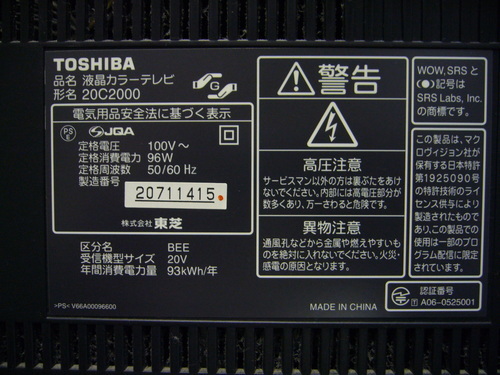 TOSHIBA
品名 液晶カラーテレビ
形名 20C2000
G
電気用品安全法に基づく表示
PS E JQA
定格電圧 100V～
定格消費電力 96W
定格周波数 50/60 Hz
製造番号
20711415.
株式会社 東芝
区分名 BEE
受信機型サイズ 20V
年間消費電力量 93kWh/年
>PS< V66A00096600
警告
高圧注意
サービスマン以外の方は裏ぶたをあけ
ないでください。内部には高電圧部分が
数多くあり、万一さわると危険です。
異物注意
通風孔などから金属や燃えやすいも
のを絶対に入れないでください。火災・
感電の原因となります。
MADE IN CHINA
WOW, SRS と
(●)記号は
SRS Labs, Inc.
の商標です。
この製品は、マク
ロヴィジョン社が
保有する日本特許
第1925090号
の特許技術のライ
センス供与により
製造されたもので
あり、この製品での
使用は一部のプロ
グラム配信に限定
されます。
認証番号
T A06-0525001